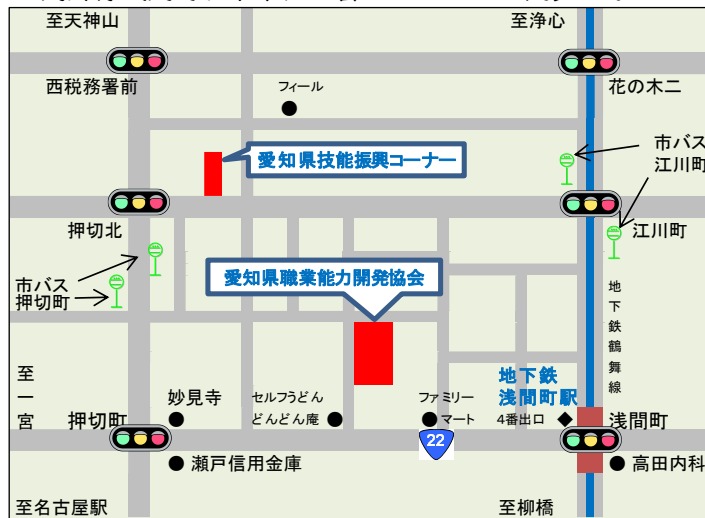 至天神山
至浄心
西税務署前
フィール
花の木二
愛知県技能振興コーナー
市バス
江川町
押切北
江川町
愛知県職業能力開発協会
市バス
押切町
地下鉄鶴舞線
至一宮
妙見寺
セルフうどん
どんどん庵
ファミリー
マート
地下鉄
浅間町駅
4番出口
押切町
浅間町
22
瀬戸信用金庫
高田内科
至名古屋駅
至柳橋